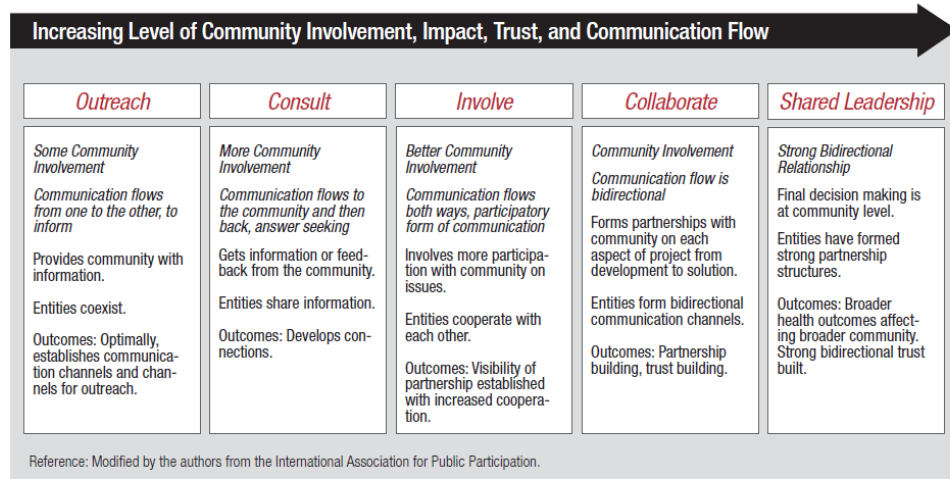 Increasing Level of Community Involvement, Impact, Trust, and Communication Flow
Outreach
Some Community
Involvement
Communication flows
from one to the other, to
inform
Provides community with
information.
Entities coexist.
Outcomes: Optimally,
establishes communica-
tion channels and chan-
nels for outreach.
Consult
More Community
Involvement
Communication flows to
the community and then
back, answer seeking
Gets information or feed-
back from the community.
Entities share information.
Outcomes: Develops con-
nections.
Involve
Better Community
Involvement
Communication flows
both ways, participatory
form of communication
Involves more participa-
tion with community on
issues.
Entities cooperate with
each other.
Outcomes: Visibility of
partnership established
with increased coopera-
tion.
Collaborate
Community Involvement
Communication flow is
bidirectional
Forms partnerships with
community on each
aspect of project from
development to solution.
Entities form bidirectional
communication channels.
Outcomes: Partnership
building, trust building.
Shared Leadership
Strong Bidirectional
Relationship
Final decision making is
at community level.
Entities have formed
strong partnership
structures.
Outcomes: Broader
health outcomes affect-
ing broader community.
Strong bidirectional trust
built.
Reference: Modified by the authors from the International Association for Public Participation.